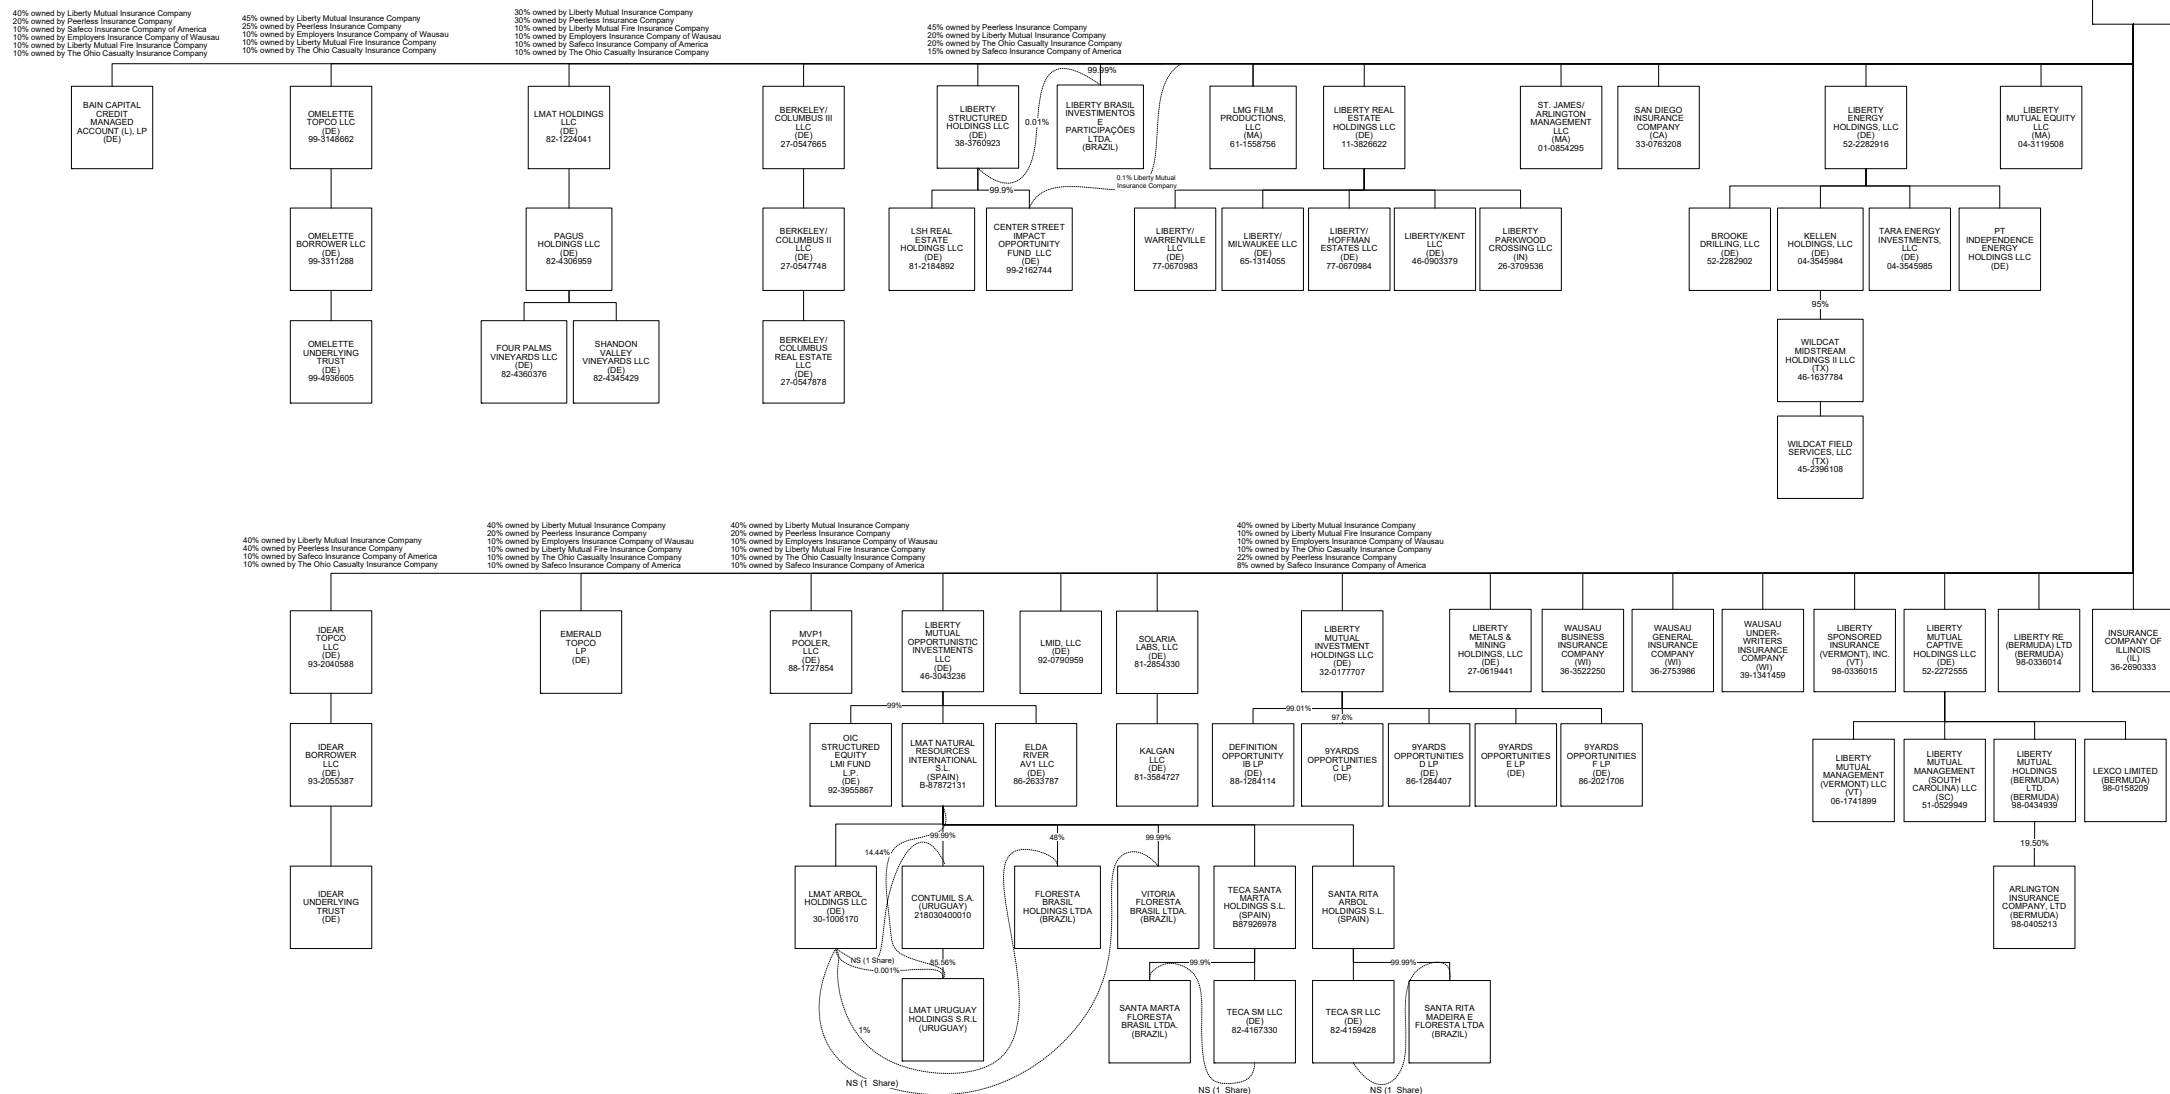 40% owned by Liberty Mutual Insurance Company
20% owned by Peerless Insurance Company
10% owned by Safeco Insurance Company of America
10% owned by Employers Insurance Company of Wausau
10% owned by Liberty Mutual Fire Insurance Company
10% owned by The Ohio Casualty Insurance Company
45% owned by Liberty Mutual Insurance Company
25% owned by Peerless Insurance Company
10% owned by Employers Insurance Company of Wausau
10% owned by Liberty Mutual Fire Insurance Company
10% owned by The Ohio Casualty Insurance Company
30% owned by Liberty Mutual Insurance Company
30% owned by Peerless Insurance Company
10% owned by Liberty Mutual Fire Insurance Company
10% owned by Employers Insurance Company of Wausau
10% owned by Safeco Insurance Company of America
10% owned by The Ohio Casualty Insurance Company
45% owned by Peerless Insurance Company
20% owned by Liberty Mutual Insurance Company
20% owned by The Ohio Casualty Insurance Company
15% owned by Safeco Insurance Company of America
BAIN CAPITAL
CREDIT
MANAGED
ACCOUNT (L), LP
(DE)
OMELETTE
TOPCO LLC
(DE)
99-3148662
LMAT HOLDINGS
LLC
(DE)
82-1224041
BERKELEY/
COLUMBUS III
LLC
(DE)
27-0547665
LIBERTY
STRUCTURED
HOLDINGS LLC
(DE)
38-3760923
0.01%
99.99%
LIBERTY BRASIL
INVESTIMENTOS
E
PARTICIPAÇÕES
LTDA.
(BRAZIL)
LMG FILM
PRODUCTIONS,
LLC
(MA)
61-1558756
LIBERTY REAL
ESTATE
HOLDINGS LLC
(DE)
11-3826622
ST. JAMES/
ARLINGTON
MANAGEMENT
LLC
(MA)
01-0854295
SAN DIEGO
INSURANCE
COMPANY
(CA)
33-0763208
LIBERTY
ENERGY
HOLDINGS, LLC
(DE)
52-2282916
LIBERTY
MUTUAL EQUITY
LLC
(MA)
04-3119508
99.9%
0.1% Liberty Mutual
Insurance Company
OMELETTE
BORROWER LLC
(DE)
99-3311288
PAGUS
HOLDINGS LLC
(DE)
82-4306959
BERKELEY/
COLUMBUS II
LLC
(DE)
27-0547748
LSH REAL
ESTATE
HOLDINGS LLC
(DE)
81-2184892
CENTER STREET
IMPACT
OPPORTUNITY
FUND LLC
(DE)
99-2162744
LIBERTY/
WARRENVILLE
LLC
(DE)
77-0670983
LIBERTY/
MILWAUKEE LLC
(DE)
65-1314055
LIBERTY/
HOFFMAN
ESTATES LLC
(DE)
77-0670984
LIBERTY/KENT
LLC
(DE)
46-0903379
LIBERTY
PARKWOOD
CROSSING LLC
(IN)
26-3709536
BROOKE
DRILLING, LLC
(DE)
52-2282902
KELLEN
HOLDINGS, LLC
(DE)
04-3545984
TARA ENERGY
INVESTMENTS,
LLC
(DE)
04-3545985
PT
INDEPENDENCE
ENERGY
HOLDINGS LLC
(DE)
95%
OMELETTE
UNDERLYING
TRUST
(DE)
99-4936605
FOUR PALMS
VINEYARDS LLC
(DE)
82-4360376
SHANDON
VALLEY
VINEYARDS LLC
(DE)
82-4345429
BERKELEY/
COLUMBUS
REAL ESTATE
LLC
(DE)
27-0547878
WILDCAT
MIDSTREAM
HOLDINGS II LLC
(TX)
46-1637784
WILDCAT FIELD
SERVICES, LLC
(TX)
45-2396108
40% owned by Liberty Mutual Insurance Company
40% owned by Peerless Insurance Company
10% owned by Safeco Insurance Company of America
10% owned by The Ohio Casualty Insurance Company
40% owned by Liberty Mutual Insurance Company
20% owned by Peerless Insurance Company
10% owned by Employers Insurance Company of Wausau
10% owned by Liberty Mutual Fire Insurance Company
10% owned by The Ohio Casualty Insurance Company
10% owned by Safeco Insurance Company of America
40% owned by Liberty Mutual Insurance Company
20% owned by Peerless Insurance Company
10% owned by Employers Insurance Company of Wausau
10% owned by Liberty Mutual Fire Insurance Company
10% owned by The Ohio Casualty Insurance Company
10% owned by Safeco Insurance Company of America
40% owned by Liberty Mutual Insurance Company
10% owned by Liberty Mutual Fire Insurance Company
10% owned by Employers Insurance Company of Wausau
10% owned by The Ohio Casualty Insurance Company
22% owned by Peerless Insurance Company
8% owned by Safeco Insurance Company of America
IDEAR
TOPCO
LLC
(DE)
93-2040588
EMERALD
TOPCO
LP
(DE)
MVP1
POOLER,
LLC
(DE)
88-1727854
LIBERTY
MUTUAL
OPPORTUNISTIC
INVESTMENTS
LLC
(DE)
46-3043236
LMID, LLC
(DE)
92-0790959
SOLARIA
LABS, LLC
(DE)
81-2854330
LIBERTY
MUTUAL
INVESTMENT
HOLDINGS LLC
(DE)
32-0177707
LIBERTY
METALS &
MINING
HOLDINGS, LLC
(DE)
27-0619441
WAUSAU
BUSINESS
INSURANCE
COMPANY
(WI)
36-3522250
WAUSAU
GENERAL
INSURANCE
COMPANY
(WI)
36-2753986
WAUSAU
UNDER-
WRITERS
INSURANCE
COMPANY
(WI)
39-1341459
LIBERTY
SPONSORED
INSURANCE
(VERMONT), INC.
(VT)
98-0336015
LIBERTY
MUTUAL
CAPTIVE
HOLDINGS LLC
(DE)
52-2272555
LIBERTY RE
(BERMUDA) LTD
(BERMUDA)
98-0336014
INSURANCE
COMPANY OF
ILLINOIS
(IL)
36-2690333
99%
99.01%
97.6%
IDEAR
BORROWER
LLC
(DE)
93-2055387
OIC
STRUCTURED
EQUITY
LMI FUND
L.P.
(DE)
92-3955867
LMAT NATURAL
RESOURCES
INTERNATIONAL
S.L.
(SPAIN)
B-87872131
ELDA
RIVER
AV1 LLC
(DE)
86-2633787
KALGAN
LLC
(DE)
81-3584727
DEFINITION
OPPORTUNITY
IB LP
(DE)
88-1284114
9YARDS
OPPORTUNITIES
C LP
(DE)
9YARDS
OPPORTUNITIES
D LP
(DE)
86-1284407
9YARDS
OPPORTUNITIES
E LP
(DE)
9YARDS
OPPORTUNITIES
F LP
(DE)
86-2021706
LIBERTY
MUTUAL
MANAGEMENT
(VERMONT) LLC
(VT)
06-1741899
LIBERTY
MUTUAL
MANAGEMENT
(SOUTH
CAROLINA) LLC
(SC)
51-0529949
LIBERTY
MUTUAL
HOLDINGS
(BERMUDA)
LTD.
(BERMUDA)
98-0434939
LEXCO LIMITED
(BERMUDA)
98-0158209
14.44%
99.99%
48%
99.99%
19.50%
IDEAR
UNDERLYING
TRUST
(DE)
LMAT ARBOL
HOLDINGS LLC
(DE)
30-1006170
CONTUMIL S.A.
(URUGUAY)
218030400010
FLORESTA
BRASIL
HOLDINGS LTDA
(BRAZIL)
VITORIA
FLORESTA
BRASIL LTDA.
(BRAZIL)
TECA SANTA
MARTA
HOLDINGS S.L.
(SPAIN)
B87926978
SANTA RITA
ARBOL
HOLDINGS S.L.
(SPAIN)
ARLINGTON
INSURANCE
COMPANY, LTD
(BERMUDA)
98-0405213
NS (1 Share)
0.001%
85.56%
99.9%
99.99%
LMAT URUGUAY
HOLDINGS S.R.L
(URUGUAY)
SANTA MARTA
FLORESTA
BRASIL LTDA.
(BRAZIL)
TECA SM LLC
(DE)
82-4167330
TECA SR LLC
(DE)
82-4159428
SANTA RITA
MADEIRA E
FLORESTA LTDA
(BRAZIL)
1%
NS (1 Share)
NS (1 Share)
NS (1 Share)